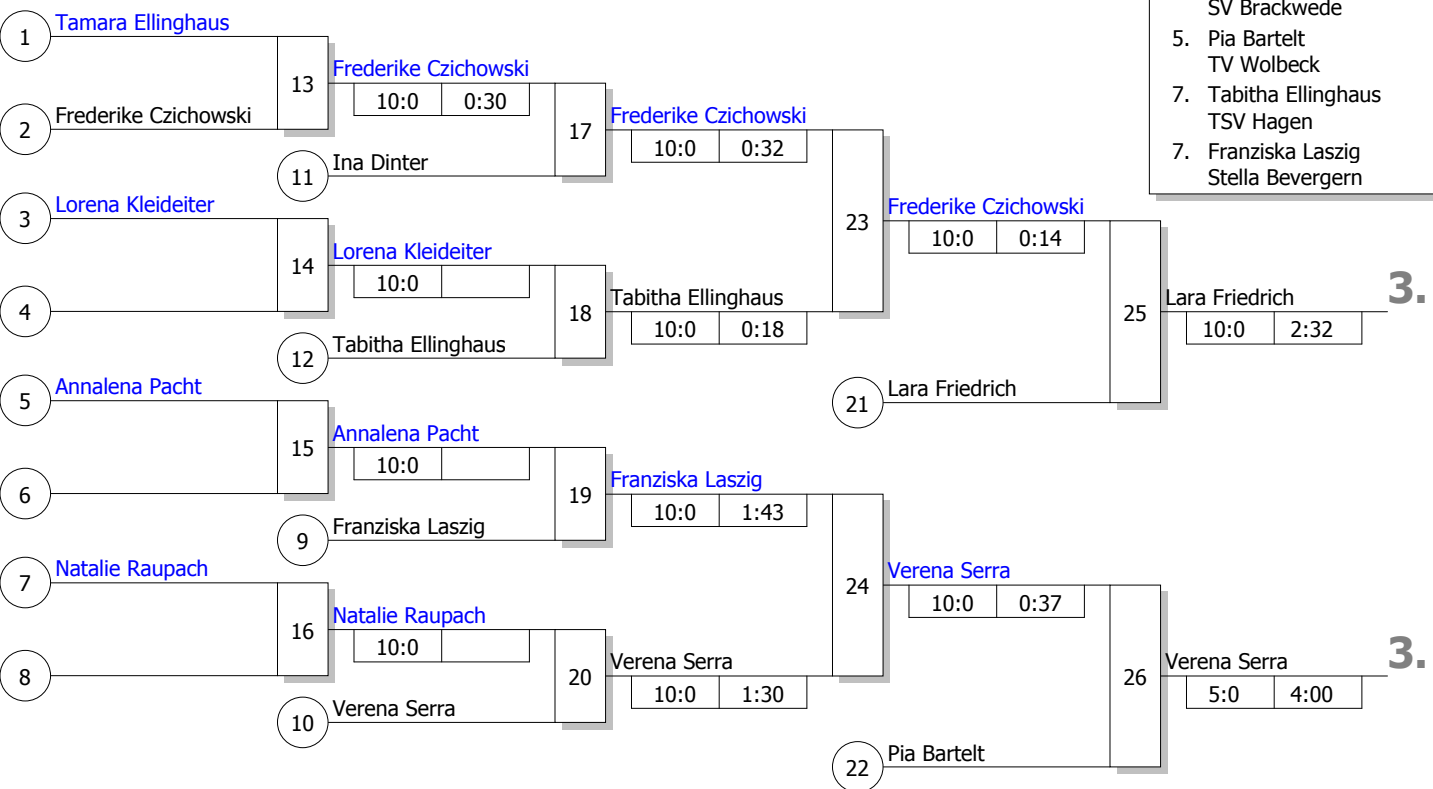 SV Brackwede
5. Pia Bartelt
TV Wolbeck
7. Tabitha Ellinghaus
TSV Hagen
7. Franziska Laszig
Stella Bevergern
1 Tamara Ellinghaus
2 Frederike Czichowski
13
Frederike Czichowski
10:0 0:30
11 Ina Dinter
17
Frederike Czichowski
10:0 0:32
3 Lorena Kleideiter
4
14
Lorena Kleideiter
10:0
12 Tabitha Ellinghaus
18
Tabitha Ellinghaus
10:0 0:18
23
Frederike Czichowski
10:0 0:14
21 Lara Friedrich
25
Lara Friedrich
10:0 2:32
3.
5 Annalena Pacht
6
15
Annalena Pacht
10:0
9 Franziska Laszig
19
Franziska Laszig
10:0 1:43
7 Natalie Raupach
8
16
Natalie Raupach
10:0
10 Verena Serra
20
Verena Serra
10:0 1:30
24
Verena Serra
10:0 0:37
22 Pia Bartelt
26
Verena Serra
5:0 4:00
3.